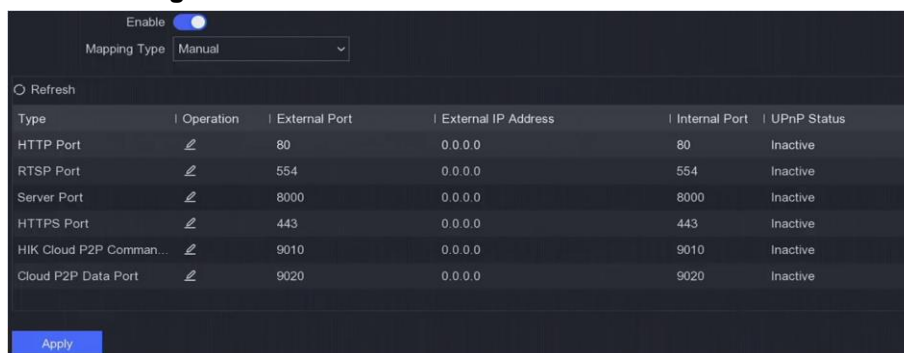 Enable
Mapping Type Manual
Refresh
Type Operation External Port External IP Address Internal Port UPnP Status
HTTP Port 80 0.0.0.0 80 Inactive
RTSP Port 554 0.0.0.0 554 Inactive
Server Port 8000 0.0.0.0 8000 Inactive
HTTPS Port 443 0.0.0.0 443 Inactive
HIK Cloud P2P Comman... 9010 0.0.0.0 9010 Inactive
Cloud P2P Data Port 9020 0.0.0.0 9020 Inactive
Apply